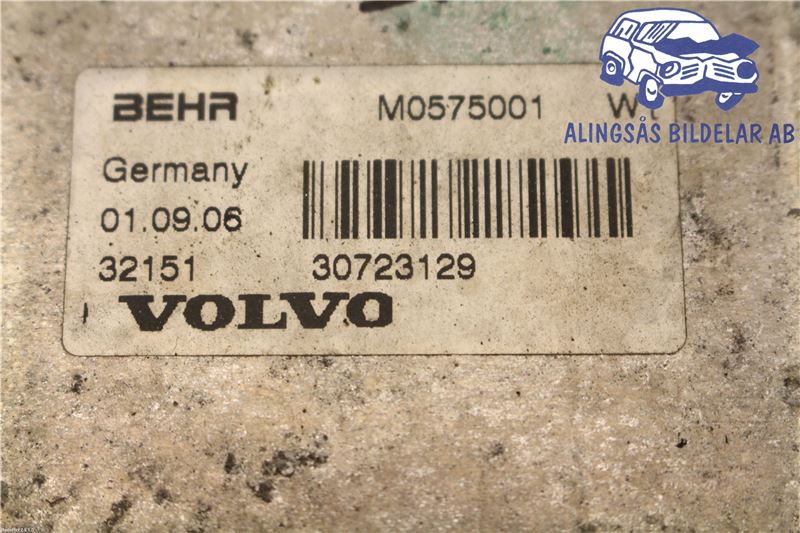 BEHR M0575001 W
ALINGSÅS BILDELAR AB
Germany
01.09.06
32151 30723129
VOLVO